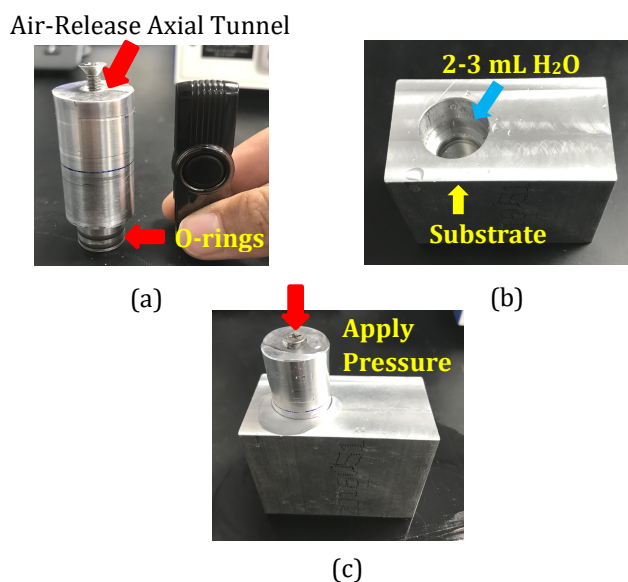 Air-Release Axial Tunnel
O-rings
(a)
2-3 mL H₂O
Substrate
(b)
Apply
Pressure
(c)